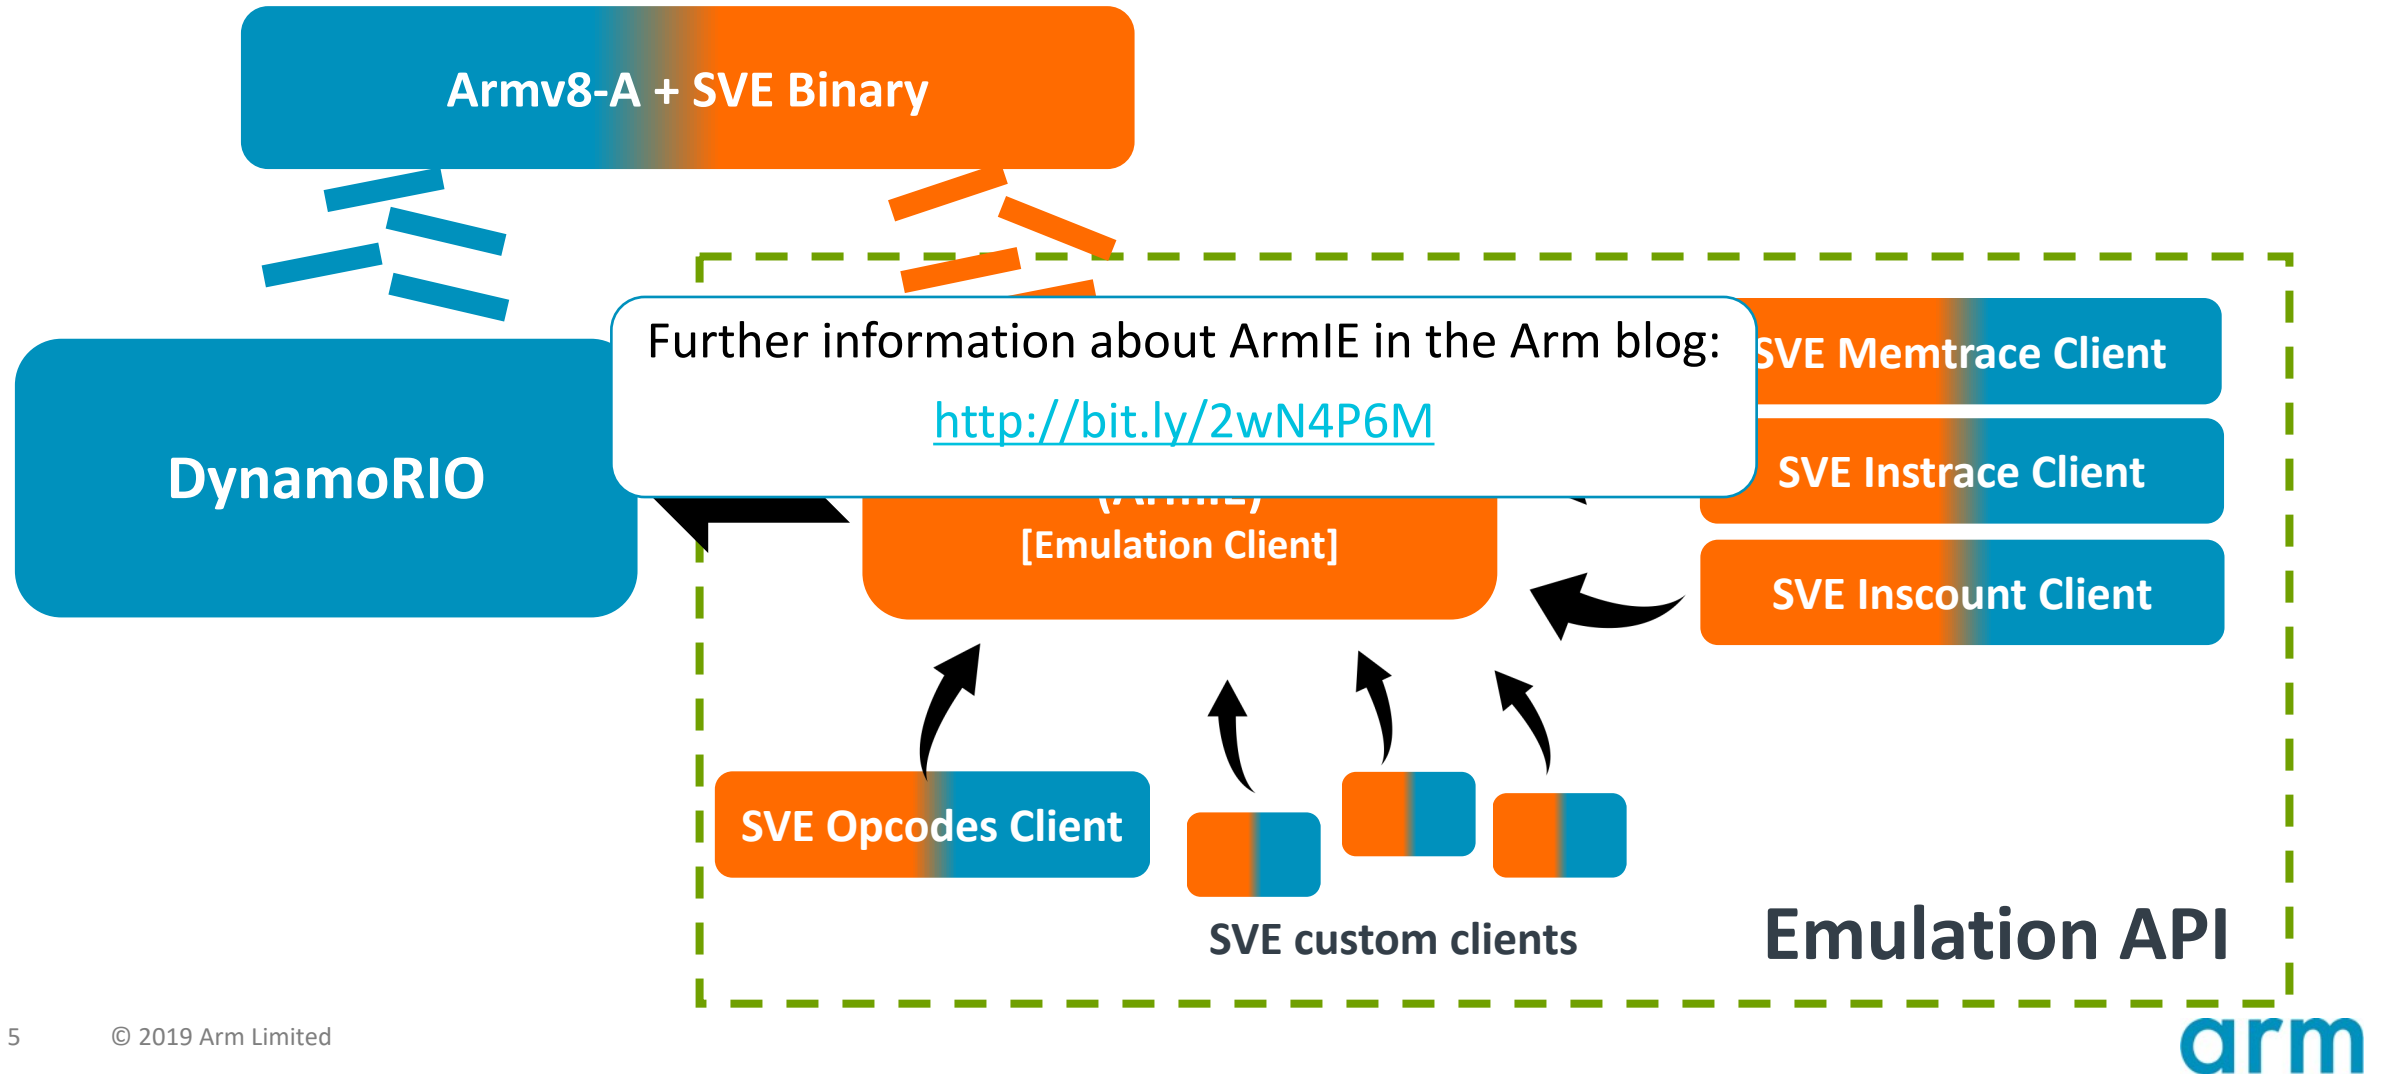 Armv8-A + SVE Binary
Further information about ArmIE in the Arm blog:
http://bit.ly/2wN4P6M
SVE Memtrace Client
DynamoRIO
SVE Instrace Client
[Emulation Client]
SVE Inscount Client
SVE Opcodes Client
SVE custom clients
Emulation API
5
© 2019 Arm Limited
arm